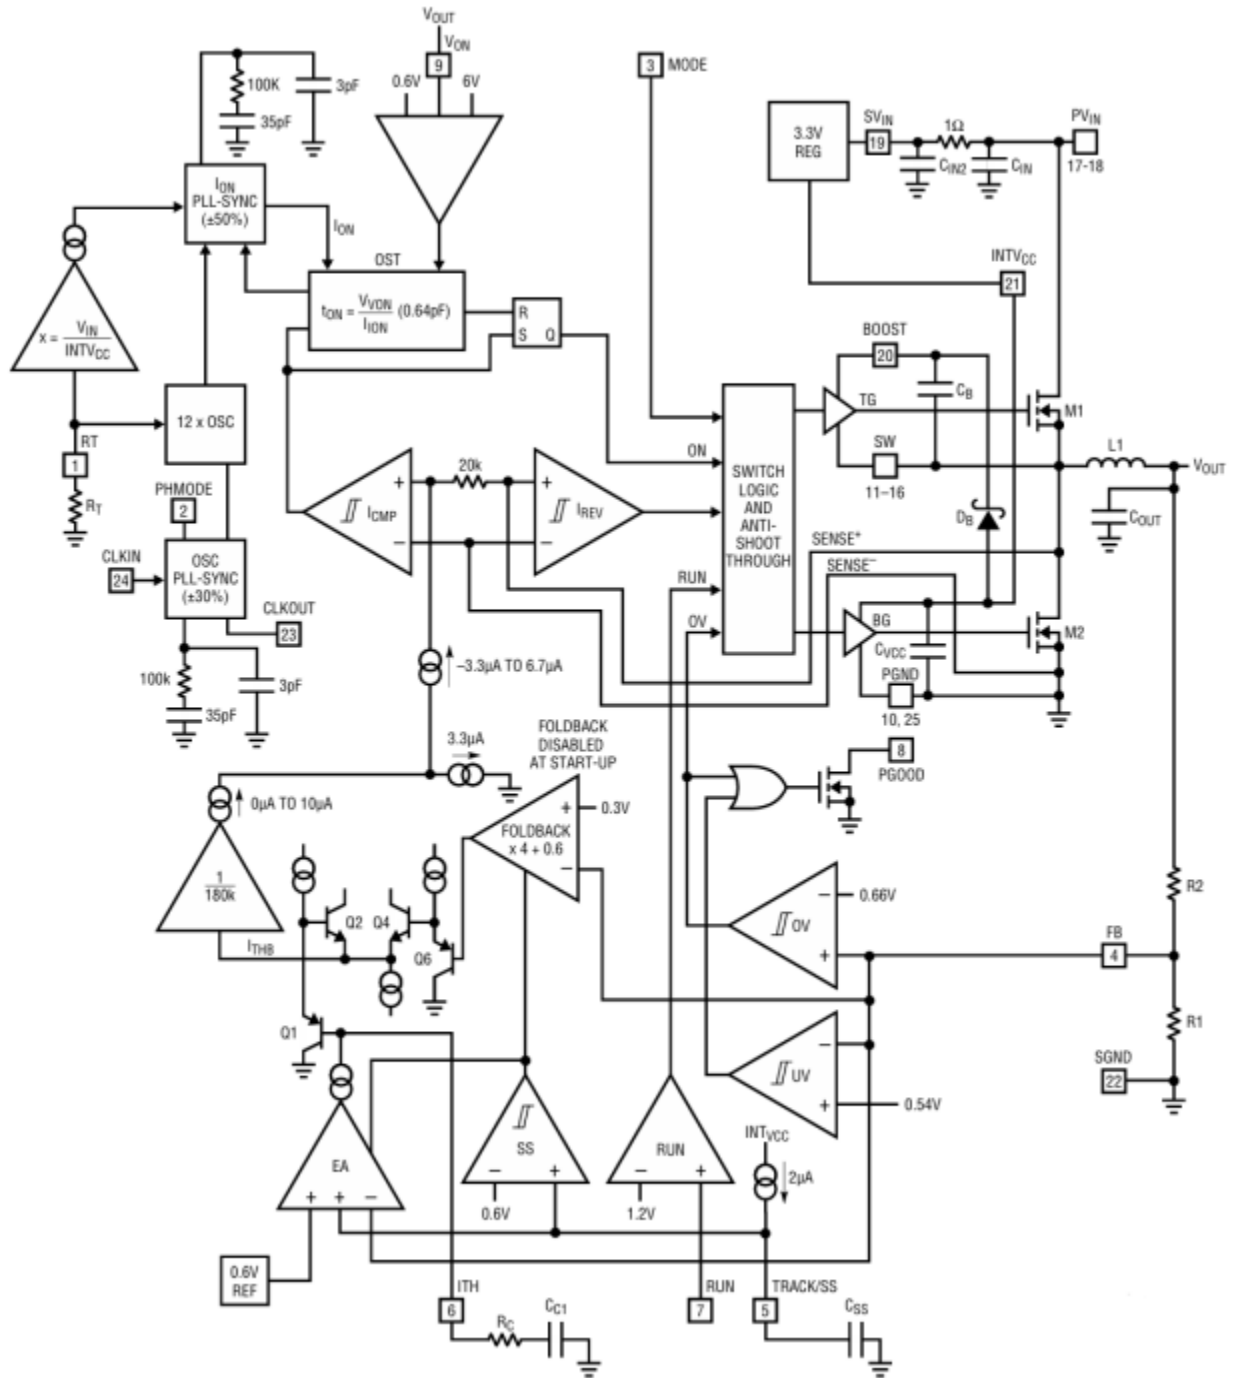 VOUT
VON
9
0.6V
6V
3
MODE
100K
3pF
35pF
3.3V
REG
SVIN
19
1Ω
PVIN
17-18
CIN2
CIN
ION
PLL-SYNC
(±50%)
ION
OST
tON = VVON/IION (0.64pF)
R
S
Q
INTVCC
21
x = VIN/INTVCC
BOOST
20
CB
TG
M1
12 x OSC
RT
1
RT
SW
11–16
L1
VOUT
ON
20k
+
–
ICMP
+
–
IREV
SWITCH
LOGIC
AND
ANTI-
SHOOT
THROUGH
DB
COUT
PHMODE
2
SENSE+
SENSE–
CLKIN
24
OSC
PLL-SYNC
(±30%)
CLKOUT
23
RUN
OV
BG
CVCC
M2
100k
3pF
35pF
–3.3µA TO 6.7µA
PGND
10, 25
FOLDBACK
DISABLED
AT START-UP
3.3µA
8
PGOOD
0µA TO 10µA
+
0.3V
FOLDBACK
x 4 + 0.6
–
1/180k
Q2
Q4
Q6
ITHB
–
0.66V
OV
+
R2
FB
4
Q1
–
UV
+
0.54V
R1
SGND
22
EA
+
+
–
SS
–
+
0.6V
RUN
–
+
1.2V
INTVCC
2µA
0.6V
REF
ITH
6
RC
CC1
RUN
7
TRACK/SS
5
CSS